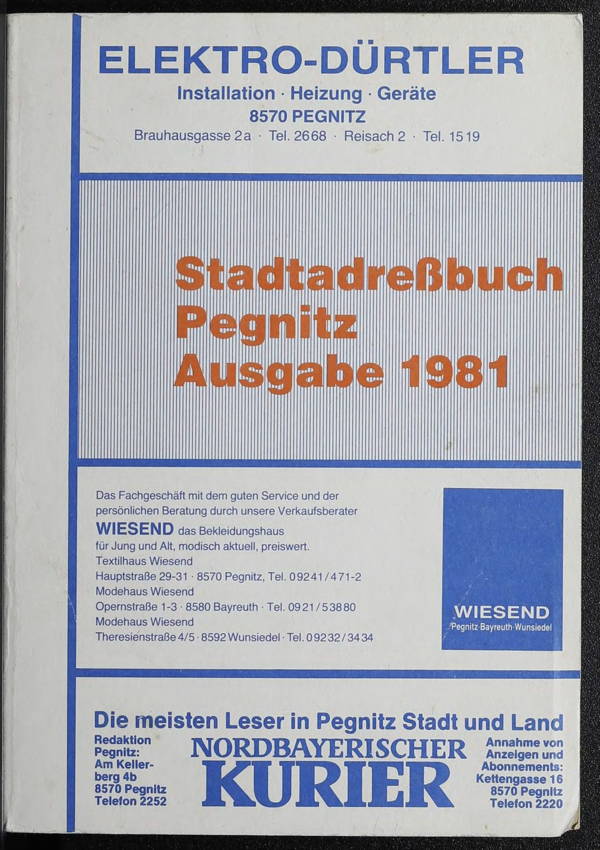 ELEKTRO-DÜRTLER
Installation · Heizung · Geräte
8570 PEGNITZ
Brauhausgasse 2a · Tel. 2668 · Reisach 2 · Tel. 1519
Stadtadreßbuch
Pegnitz
Ausgabe 1981
Das Fachgeschäft mit dem guten Service und der
persönlichen Beratung durch unsere Verkaufsberater
WIESEND das Bekleidungshaus
für Jung und Alt, modisch aktuell, preiswert.
Textilhaus Wiesend
Hauptstraße 29-31 · 8570 Pegnitz, Tel. 09241/471-2
Modehaus Wiesend
Opernstraße 1-3 · 8580 Bayreuth · Tel. 0921/53880
Modehaus Wiesend
Theresienstraße 4/5 · 8592 Wunsiedel · Tel. 09232/3434
WIESEND
Pegnitz·Bayreuth·Wunsiedel
Die meisten Leser in Pegnitz Stadt und Land
Redaktion
Pegnitz:
Am Keller-
berg 4b
8570 Pegnitz
Telefon 2252
NORDBAYERISCHER
KURIER
Annahme von
Anzeigen und
Abonnements:
Kettengasse 16
8570 Pegnitz
Telefon 2220